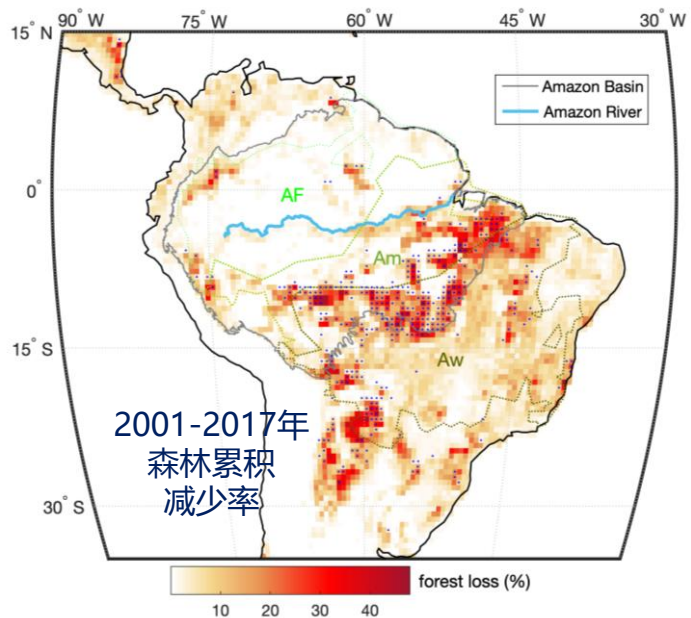 90° W 75° W 60° W 45° W 30° W
15° N
Amazon Basin
Amazon River
0°
AF
Am
15° S
Aw
2001-2017年
森林累积
减少率
30° S
forest loss (%)
10 20 30 40